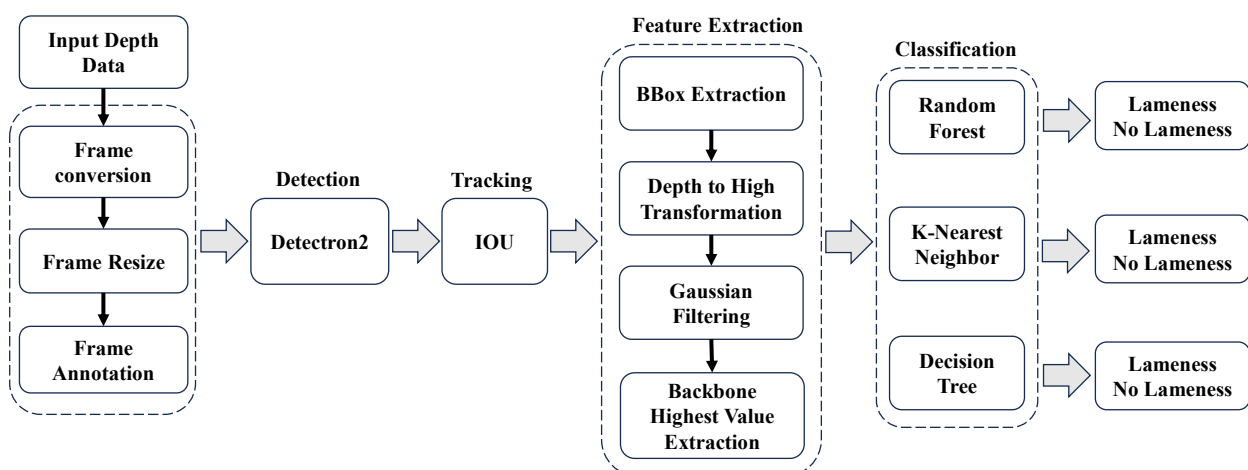 Input Depth
Data
Frame
conversion
Frame Resize
Frame
Annotation
Detection
Detectron2
Tracking
IOU
Feature Extraction
BBox Extraction
Depth to High
Transformation
Gaussian
Filtering
Backbone
Highest Value
Extraction
Classification
Random
Forest
K-Nearest
Neighbor
Decision
Tree
Lameness
No Lameness
Lameness
No Lameness
Lameness
No Lameness